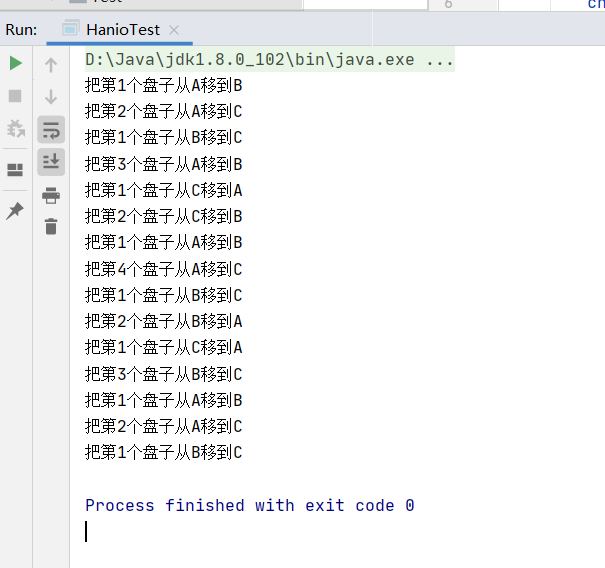 6
Run: HanioTest
D:\Java\jdk1.8.0_102\bin\java.exe ...
把第1个盘子从A移到B
把第2个盘子从A移到C
把第1个盘子从B移到C
把第3个盘子从A移到B
把第1个盘子从C移到A
把第2个盘子从C移到B
把第1个盘子从A移到B
把第4个盘子从A移到C
把第1个盘子从B移到C
把第2个盘子从B移到A
把第1个盘子从C移到A
把第3个盘子从B移到C
把第1个盘子从A移到B
把第2个盘子从A移到C
把第1个盘子从B移到C
Process finished with exit code 0